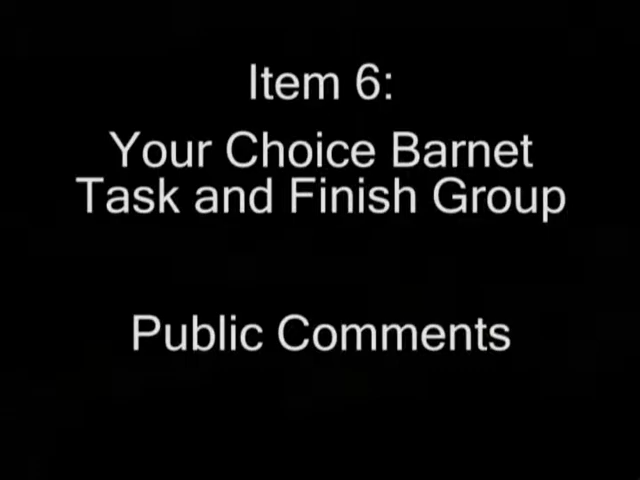 Item 6:
Your Choice Barnet
Task and Finish Group
Public Comments